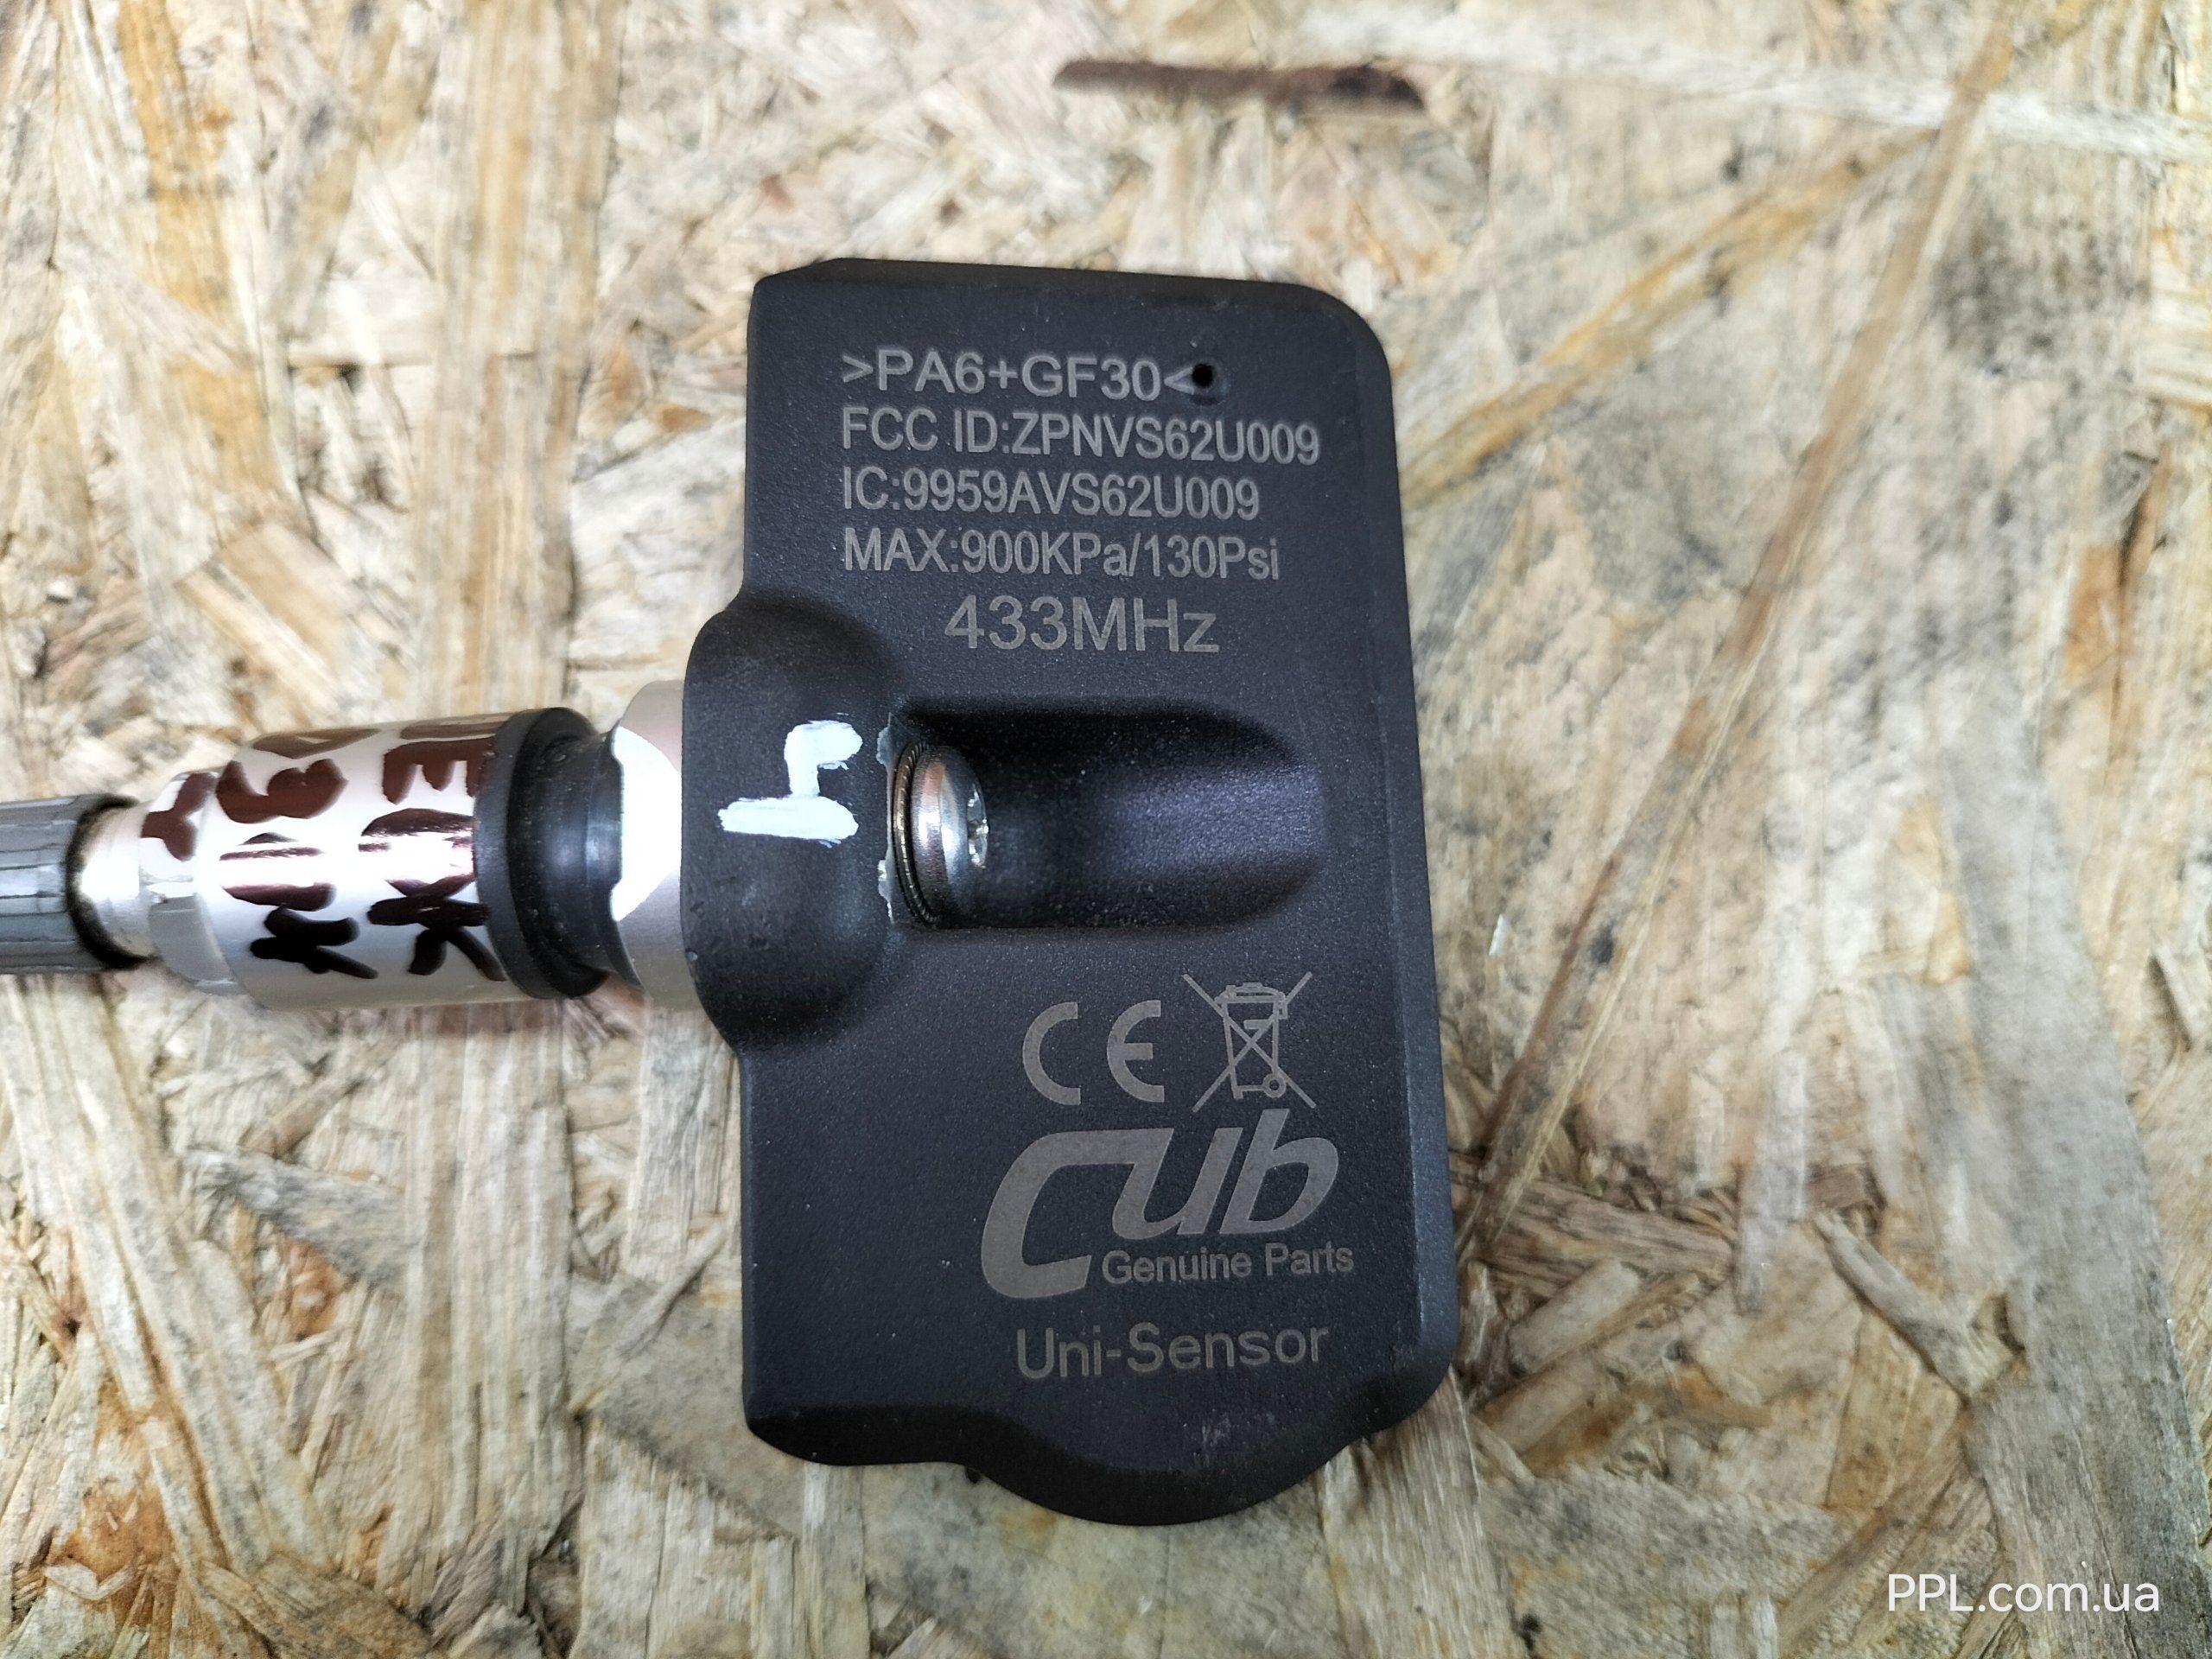 >PA6+GF30<
FCC ID:ZPNVS62U009
IC:9959AVS62U009
MAX:900KPa/130Psi
433MHz
4
CE
Cub
Genuine Parts
Uni-Sensor
PPL.com.ua